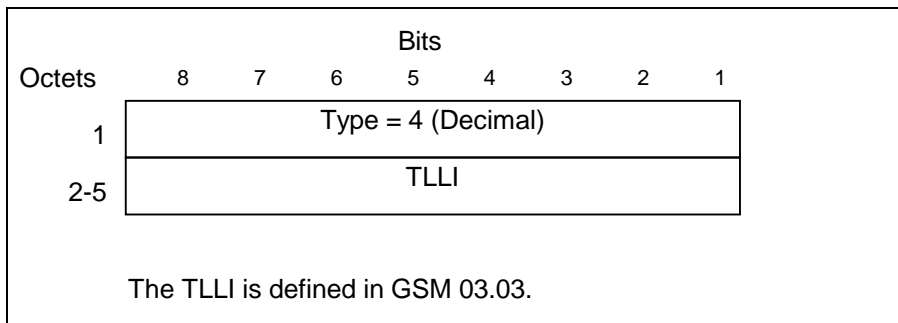 Bits
Octets 8 7 6 5 4 3 2 1
1 Type = 4 (Decimal)
2-5 TLLI
The TLLI is defined in GSM 03.03.